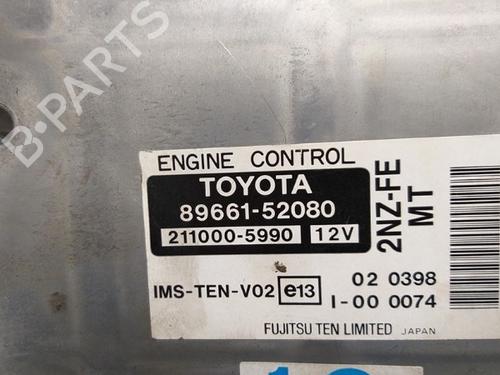 B-PARTS
ENGINE CONTROL
TOYOTA
89661-52080
211000-5990 12V
2NZ-FE
MT
IMS-TEN-V02 e13
02 0398
I-00 0074
FUJITSU TEN LIMITED JAPAN